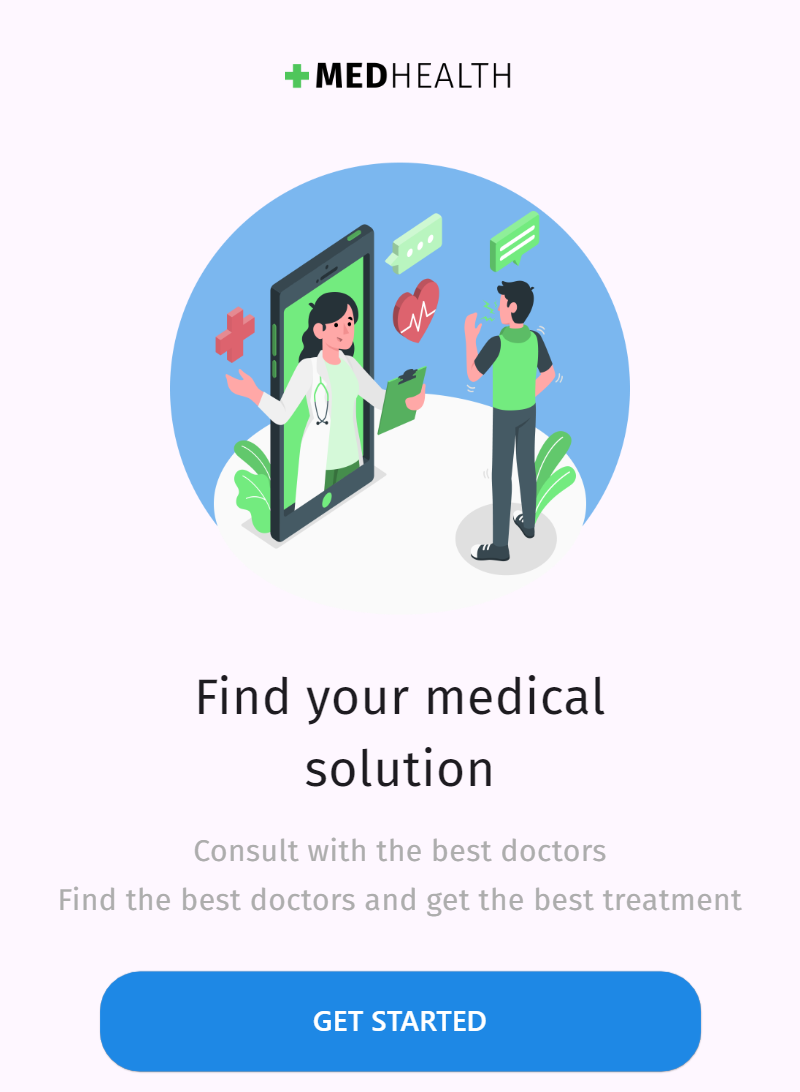 MEDHEALTH
Find your medical
solution
Consult with the best doctors
Find the best doctors and get the best treatment
GET STARTED